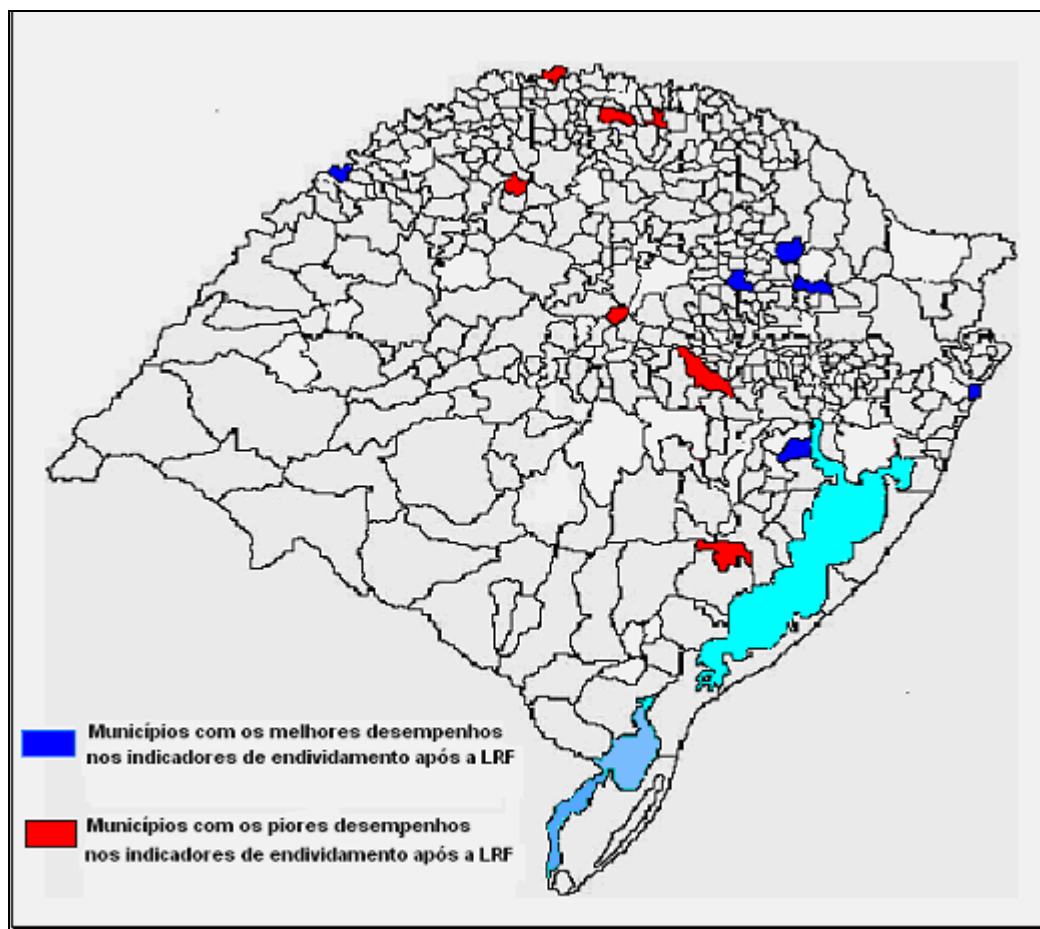 Municípios com os melhores desempenhos
nos indicadores de endividamento após a LRF
Municípios com os piores desempenhos
nos indicadores de endividamento após a LRF